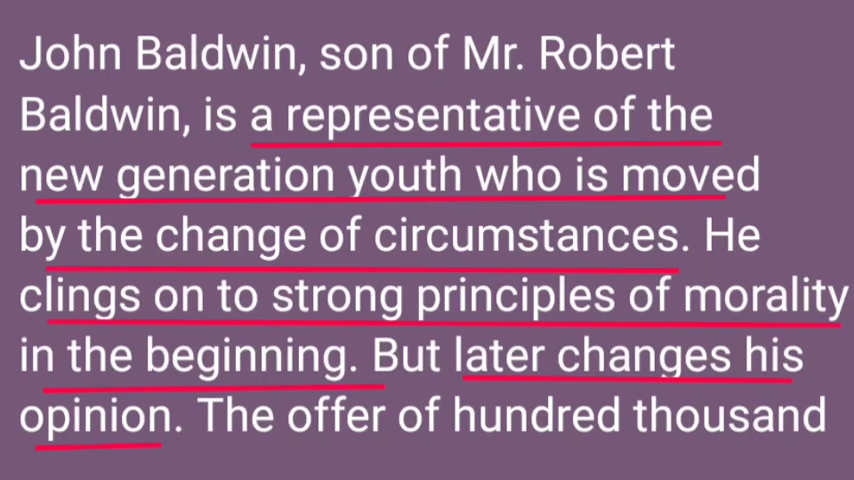 John Baldwin, son of Mr. Robert
Baldwin, is a representative of the
new generation youth who is moved
by the change of circumstances. He
clings on to strong principles of morality
in the beginning. But later changes his
opinion. The offer of hundred thousand